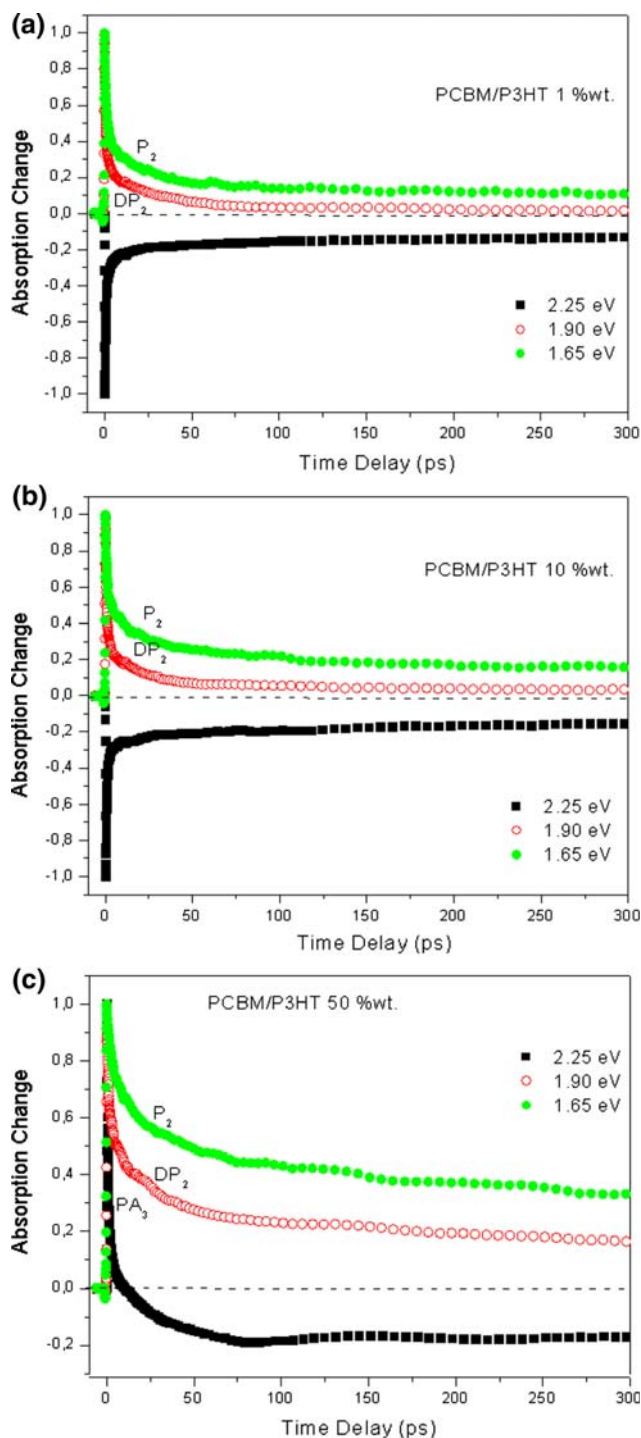 (a)
1,0
0,8
0,6
0,4
0,2
0,0
-0,2
-0,4
-0,6
-0,8
-1,0
Absorption Change
PCBM/P3HT 1 %wt.
P2
DP2
2.25 eV
1.90 eV
1.65 eV
0 50 100 150 200 250 300
Time Delay (ps)
(b)
1,0
0,8
0,6
0,4
0,2
0,0
-0,2
-0,4
-0,6
-0,8
-1,0
Absorption Change
PCBM/P3HT 10 %wt.
P2
DP2
2.25 eV
1.90 eV
1.65 eV
0 50 100 150 200 250 300
Time Delay (ps)
(c)
1,0
0,8
0,6
0,4
0,2
0,0
-0,2
Absorption Change
PCBM/P3HT 50 %wt.
2.25 eV
1.90 eV
1.65 eV
P2
DP2
PA3
0 50 100 150 200 250 300
Time Delay (ps)